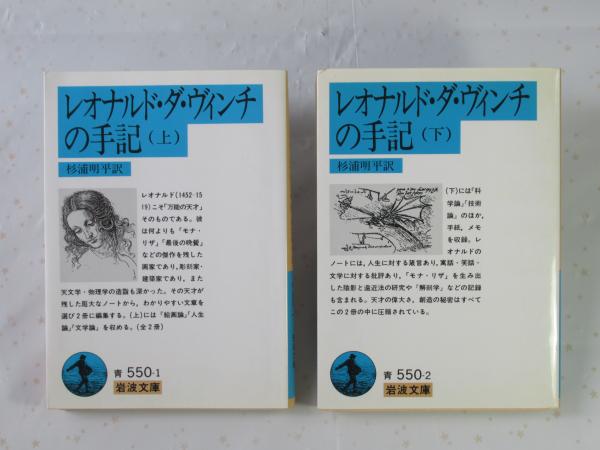 レオナルド・ダ・ヴィンチ
の手記(上)
杉浦明平訳
レオナルド(1452-15
19)こそ「万能の天才」
そのものである。彼
は何よりも「モナ・
リザ」「最後の晩餐」
などの傑作を残した
画家であり,彫刻家・
建築家であり,また
天文学・物理学の造詣も深かった。その天才が
残した厖大なノートから,わかりやすい文章を
選び2冊に編集する。(上)には「絵画論」「人生
論」「文学論」を収める。(全2冊)
青 550-1
岩波文庫
レオナルド・ダ・ヴィンチ
の手記(下)
杉浦明平訳
(下)には「科
学論」「技術
論」のほか,
手紙,メモ
を収録。レ
オナルドの
ノートには,人生に対する箴言あり,寓話・笑話・
文学に対する批評あり,「モナ・リザ」を生み出
した陰影と遠近法の研究や「解剖学」などの記録
も含まれる。天才の偉大さ,創造の秘密はすべて
この2冊の中に圧縮されている。
青 550-2
岩波文庫